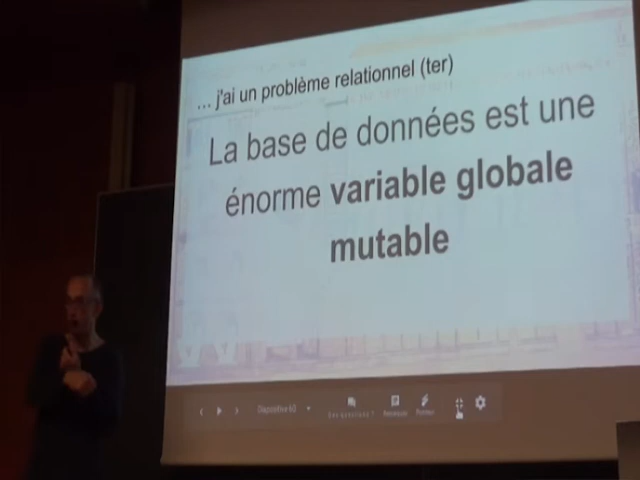 ... j'ai un problème relationnel (ter)
La base de données est une
énorme variable globale
mutable